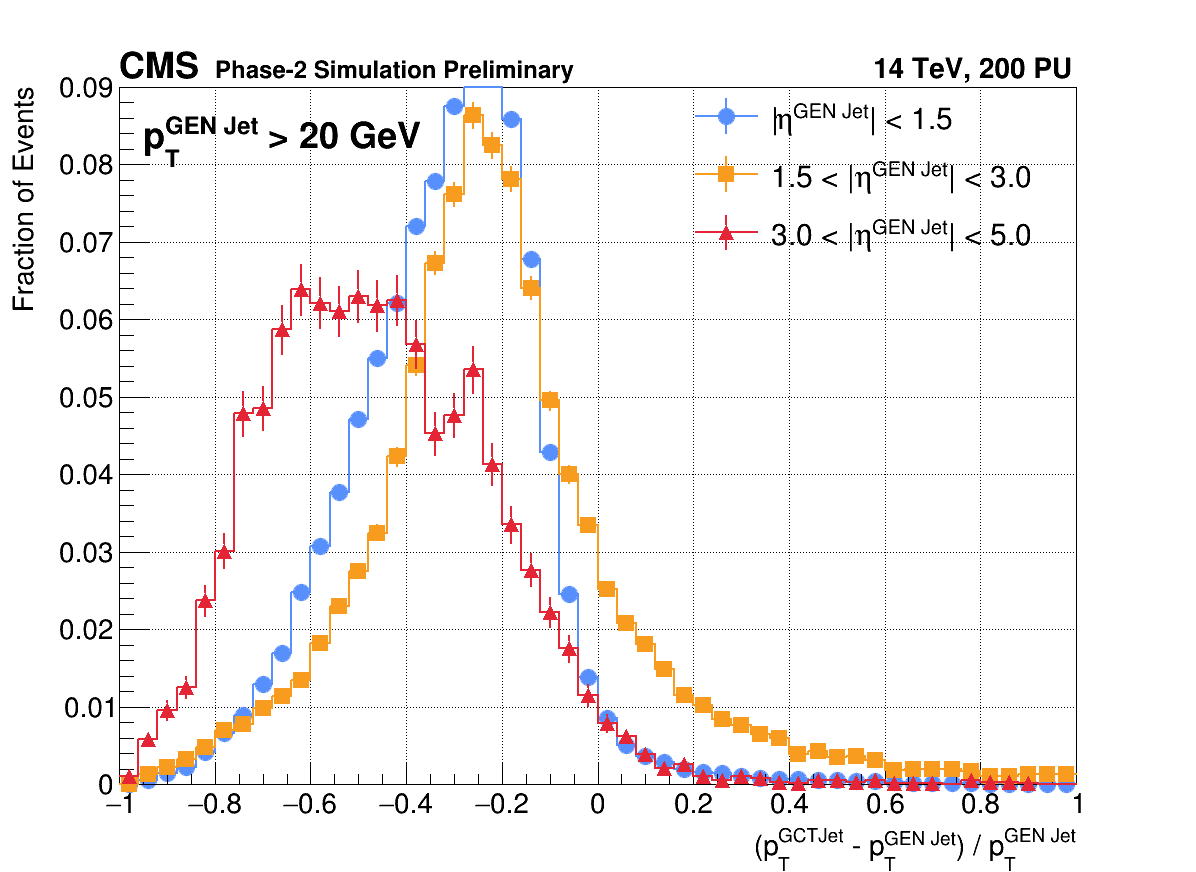 CMS Phase-2 Simulation Preliminary 14 TeV, 200 PU
Fraction of Events
p_T^GEN Jet > 20 GeV
|η^GEN Jet| < 1.5
1.5 < |η^GEN Jet| < 3.0
3.0 < |η^GEN Jet| < 5.0
0.09
0.08
0.07
0.06
0.05
0.04
0.03
0.02
0.01
0
−1 −0.8 −0.6 −0.4 −0.2 0 0.2 0.4 0.6 0.8 1
(p_T^GCTJet - p_T^GEN Jet) / p_T^GEN Jet